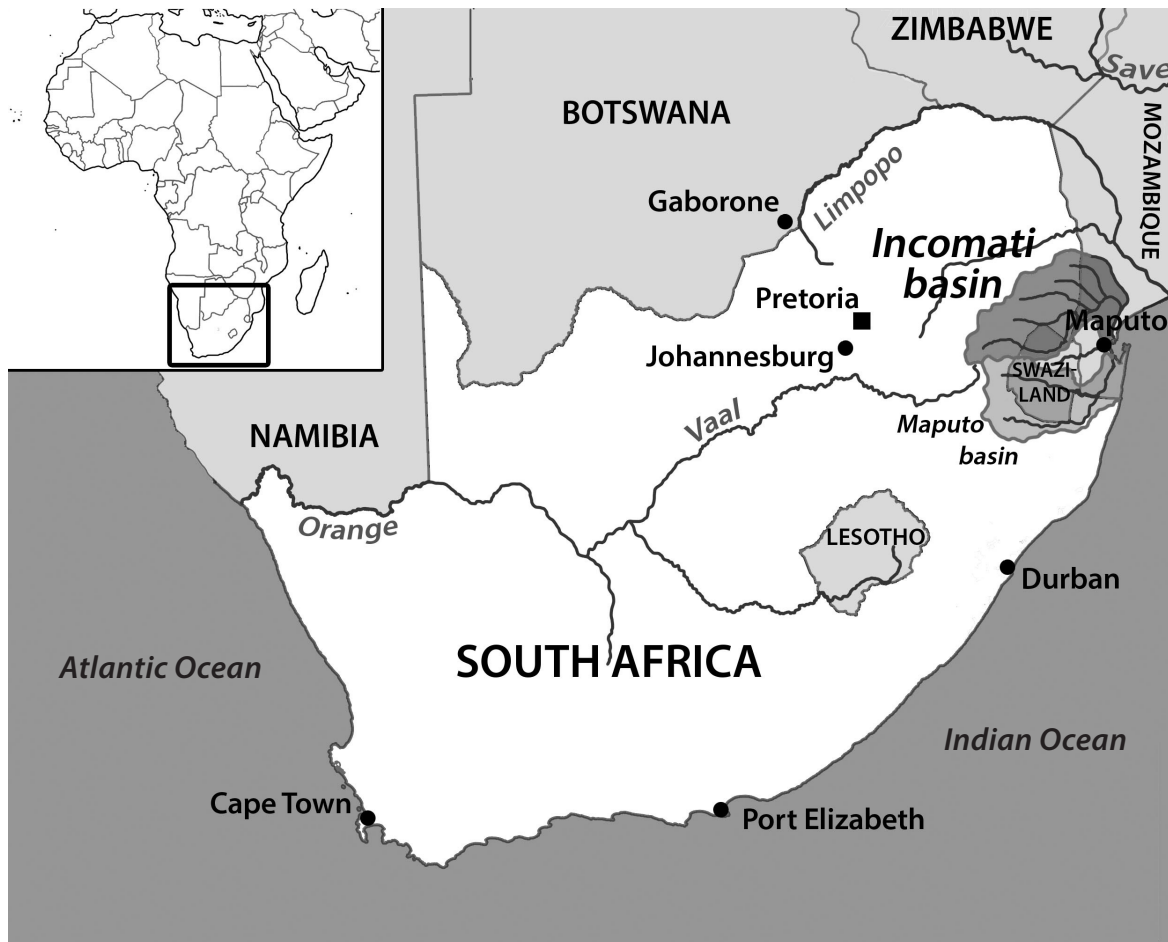 ZIMBABWE
Save
BOTSWANA
MOZAMBIQUE
Limpopo
Gaborone
Incomati
basin
Pretoria
Maputo
Johannesburg
SWAZI-
LAND
Vaal
Maputo
basin
NAMIBIA
Orange
LESOTHO
Durban
SOUTH AFRICA
Atlantic Ocean
Indian Ocean
Cape Town
Port Elizabeth